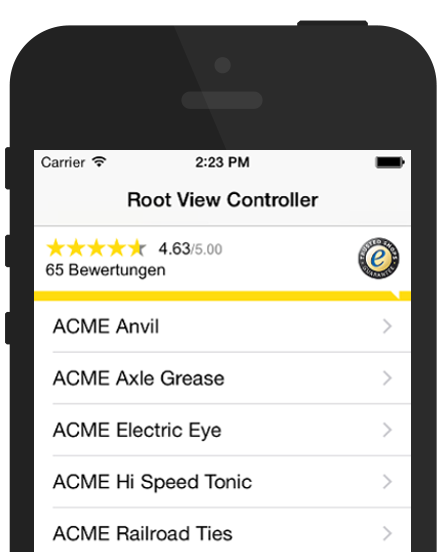 Carrier 2:23 PM
Root View Controller
4.63/5.00
65 Bewertungen
TRUSTED SHOPS
GUARANTEE
e
ACME Anvil
ACME Axle Grease
ACME Electric Eye
ACME Hi Speed Tonic
ACME Railroad Ties